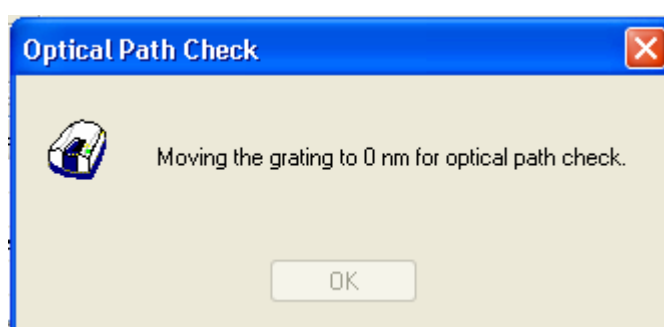 Optical Path Check
Moving the grating to 0 nm for optical path check.
OK